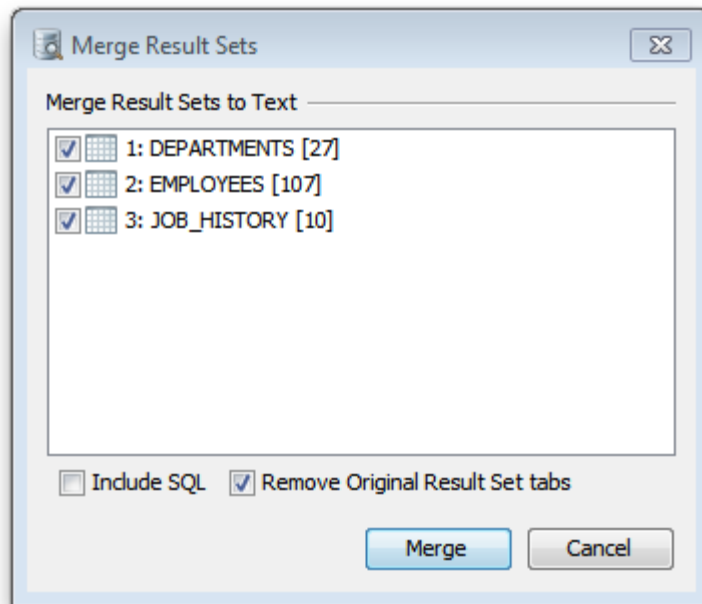 Merge Result Sets
Merge Result Sets to Text
1: DEPARTMENTS [27]
2: EMPLOYEES [107]
3: JOB_HISTORY [10]
Include SQL Remove Original Result Set tabs
Merge Cancel